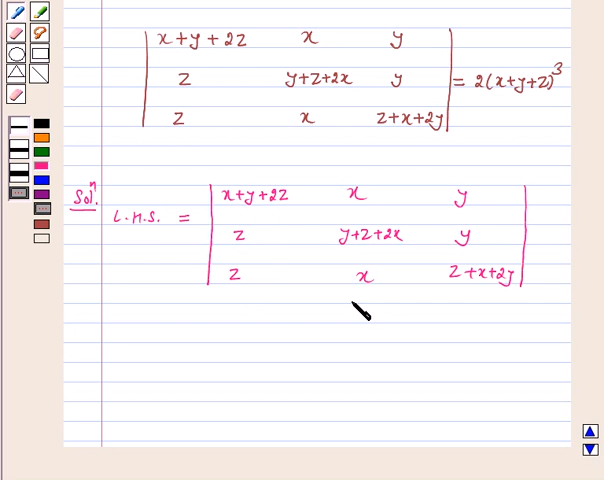 x+y+2z x y
z y+z+2x y = 2(x+y+z)³
z x z+x+2y
Solⁿ. x+y+2z x y
L.H.S. = z y+z+2x y
z x z+x+2y